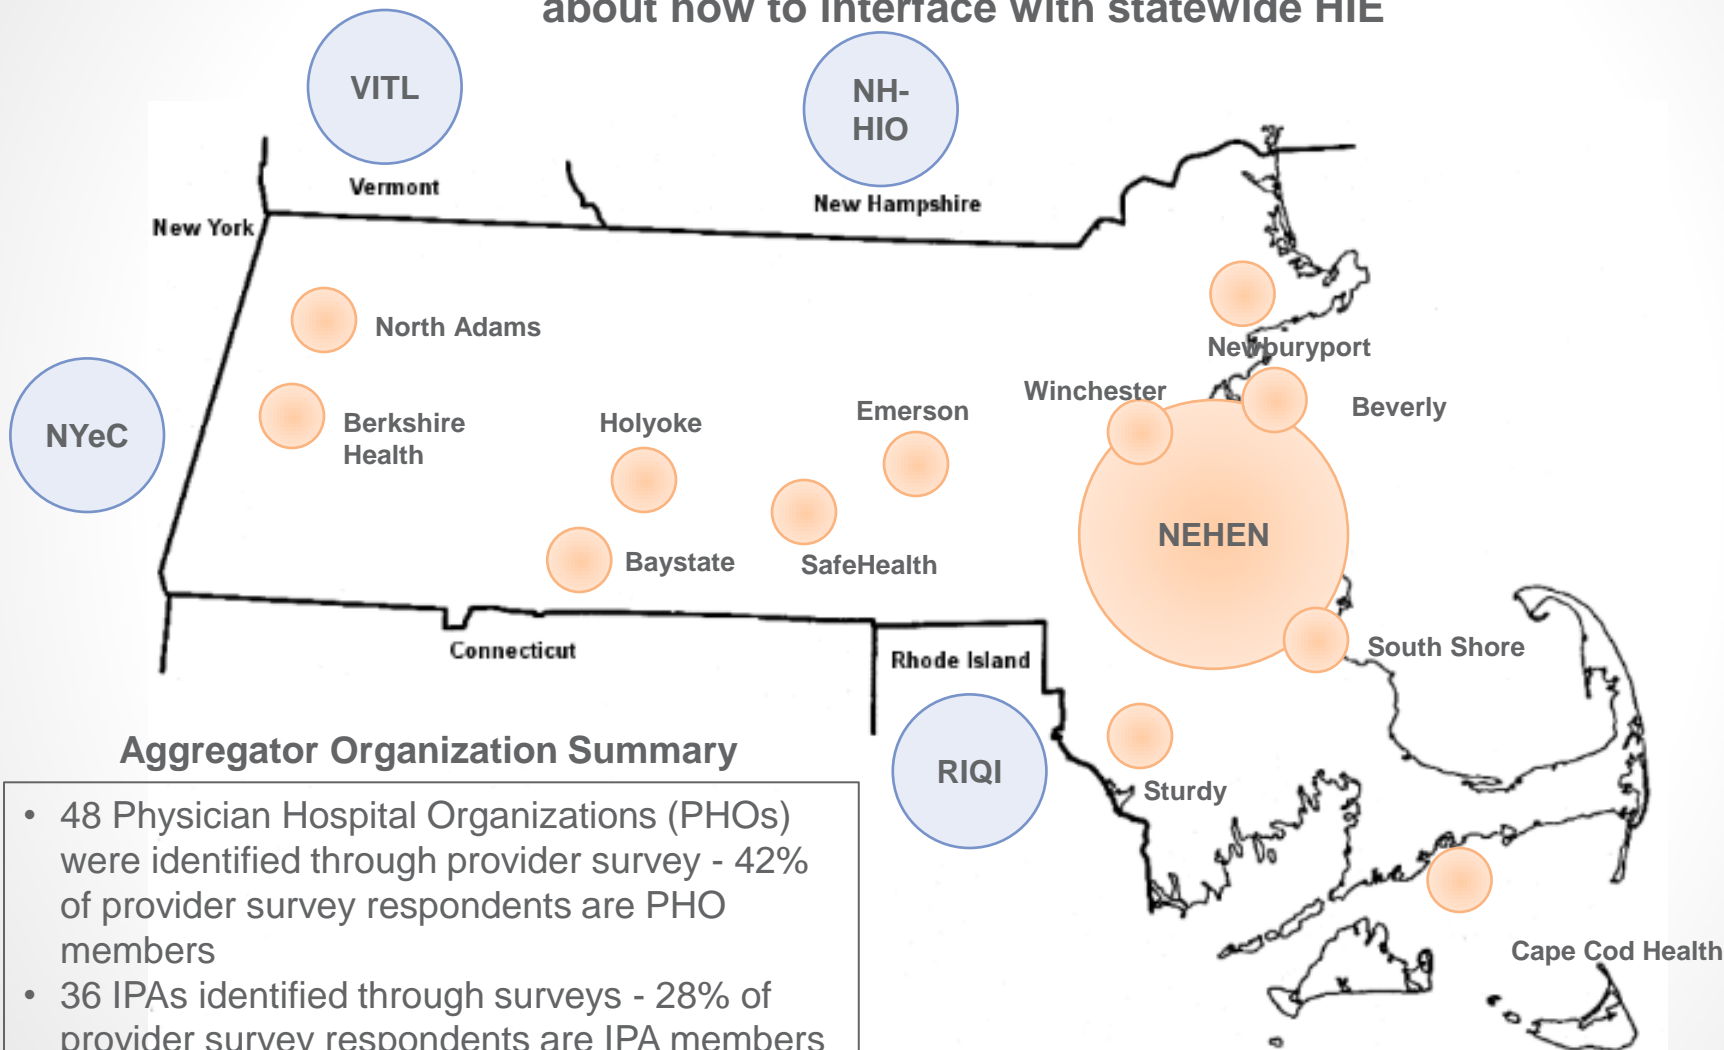 about how to interface with statewide HIE
VITL
NH-
HIO
Vermont
New Hampshire
New York
North Adams
Newburyport
Winchester
Beverly
Berkshire
Health
Holyoke
Emerson
NYeC
NEHEN
Baystate
SafeHealth
Connecticut
Rhode Island
South Shore
RIQI
Sturdy
Cape Cod Health
Aggregator Organization Summary
• 48 Physician Hospital Organizations (PHOs)
were identified through provider survey - 42%
of provider survey respondents are PHO
members
• 36 IPAs identified through surveys - 28% of
provider survey respondents are IPA members